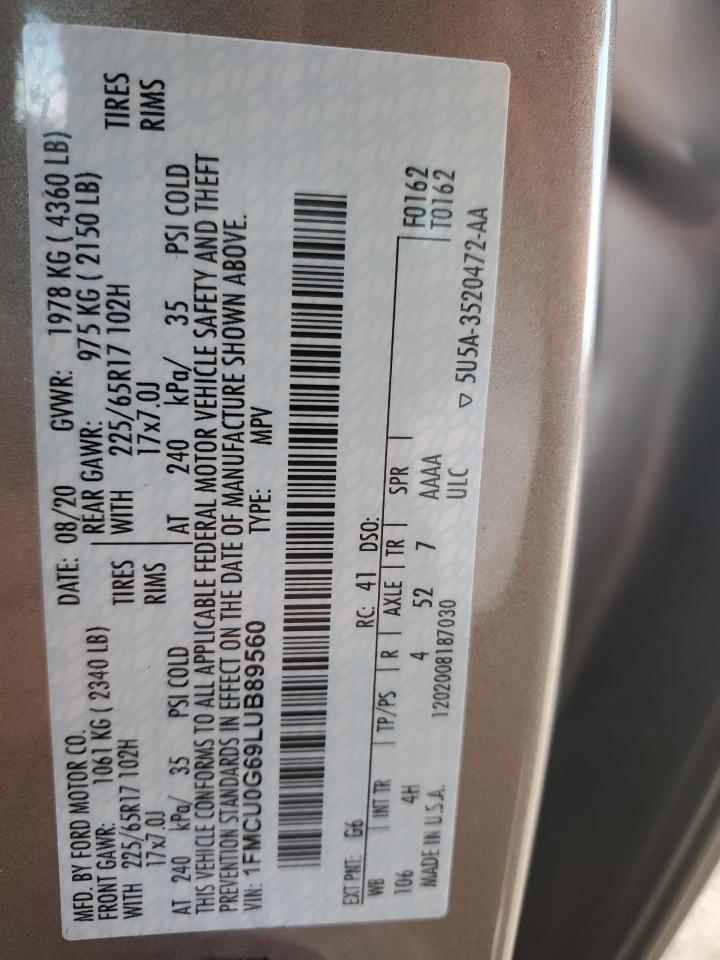 MFD. BY FORD MOTOR CO.
DATE: 08/20 GVWR: 1978 KG ( 4360 LB)
FRONT GAWR: 1061 KG ( 2340 LB)
REAR GAWR: 975 KG ( 2150 LB)
WITH 225/65R17 102H TIRES
WITH 225/65R17 102H TIRES
17x7.0J RIMS
17x7.0J RIMS
AT 240 kPa/ 35 PSI COLD
AT 240 kPa/ 35 PSI COLD
THIS VEHICLE CONFORMS TO ALL APPLICABLE FEDERAL MOTOR VEHICLE SAFETY AND THEFT
PREVENTION STANDARDS IN EFFECT ON THE DATE OF MANUFACTURE SHOWN ABOVE.
VIN: 1FMCU0G69LUB89560 TYPE: MPV
EXT PNT: G6 RC: 41 DSO:
WB INT TR TP/PS R AXLE TR SPR F0162
106 4H 4 52 7 AAAA T0162
MADE IN U.S.A. 1202008187030 ULC
▽ 5U5A-3520472-AA